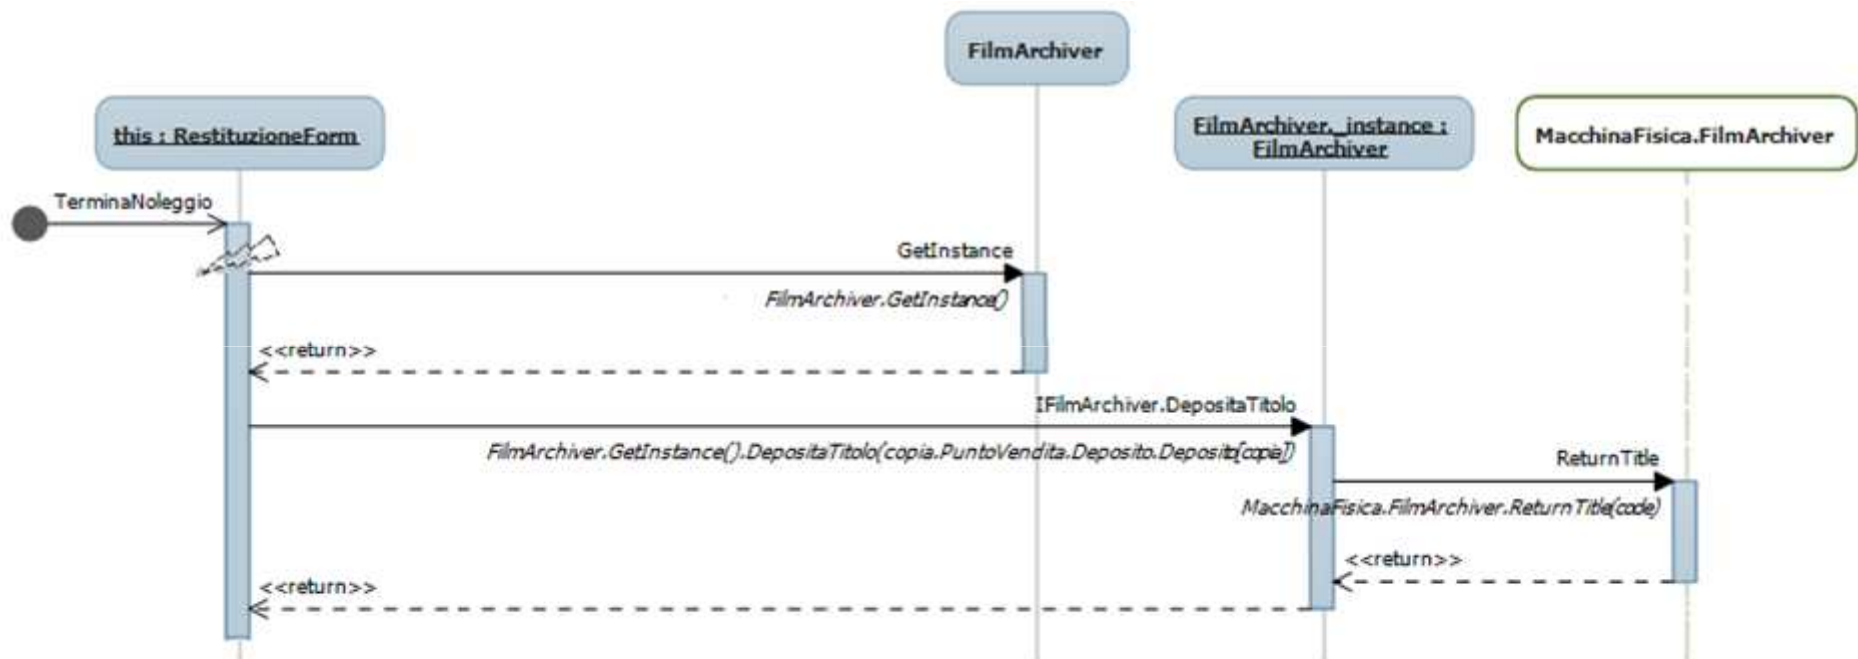 FilmArchiver
this : RestituzioneForm
FilmArchiver._instance :
FilmArchiver
MacchinaFisica.FilmArchiver
TerminaNoleggio
GetInstance
FilmArchiver.GetInstance()
<<return>>
IFilmArchiver.DepositaTitolo
FilmArchiver.GetInstance().DepositaTitolo(copia.PuntoVendita.Deposito.Deposito[copia])
ReturnTitle
MacchinaFisica.FilmArchiver.ReturnTitle(code)
<<return>>
<<return>>